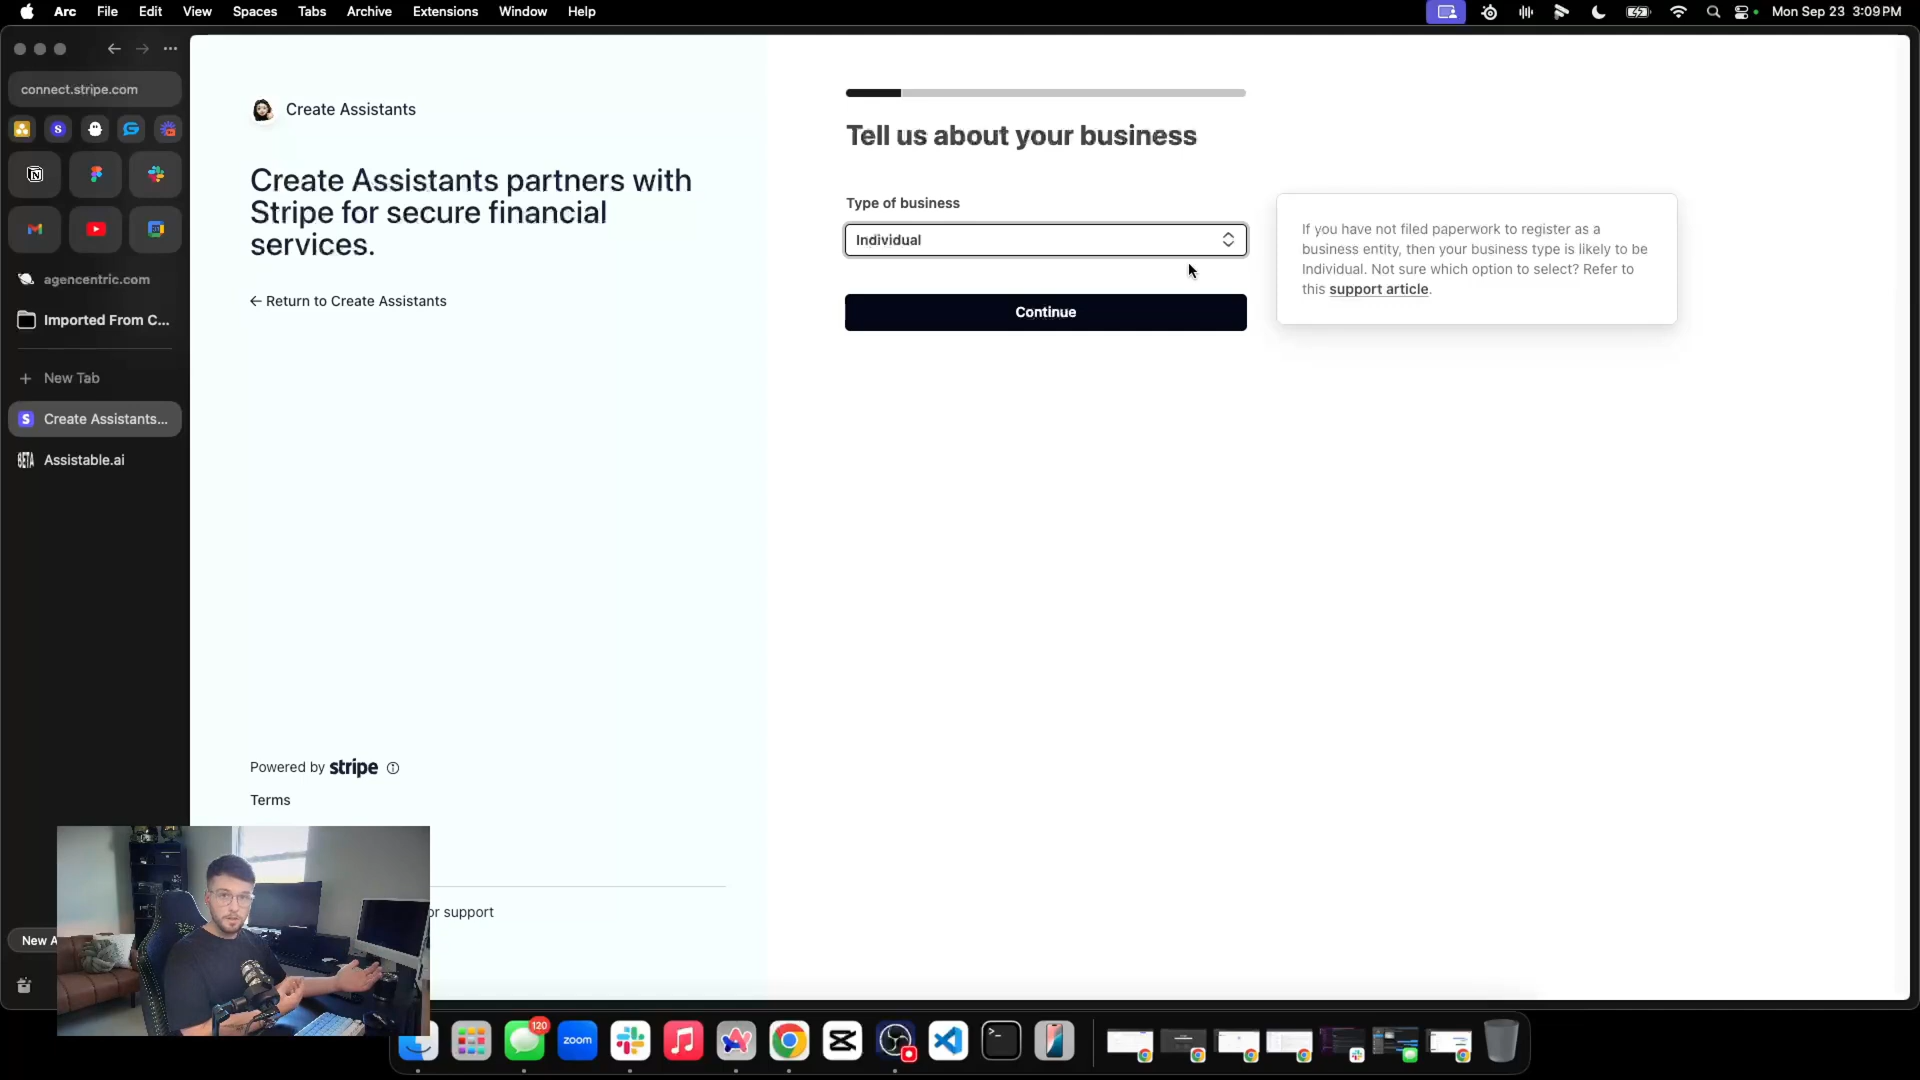 Arc File Edit View Spaces Tabs Archive Extensions Window Help
Mon Sep 23 3:09 PM
connect.stripe.com
agencentric.com
Imported From C...
New Tab
Create Assistants...
BETA Assistable.ai
New A
Create Assistants
Create Assistants partners with
Stripe for secure financial
services.
← Return to Create Assistants
Powered by stripe
Terms
or support
Tell us about your business
Type of business
Individual
Continue
If you have not filed paperwork to register as a
business entity, then your business type is likely to be
Individual. Not sure which option to select? Refer to
this support article.
120
zoom